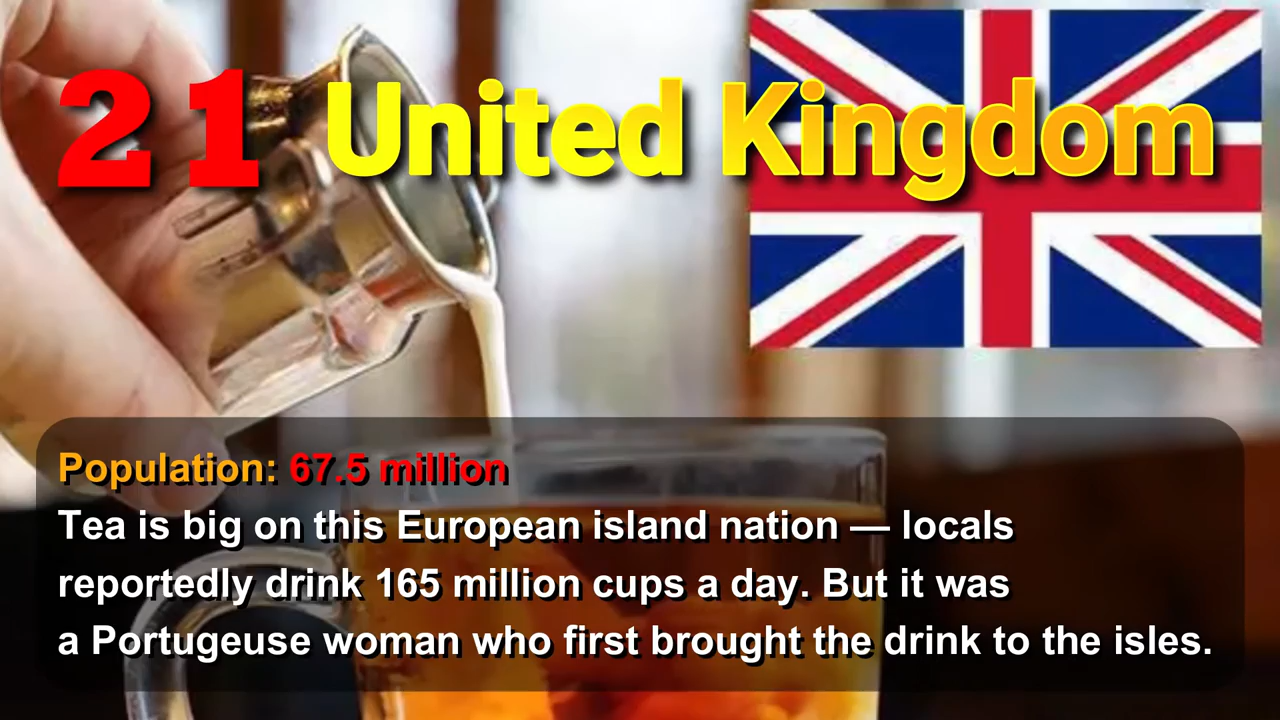 21 United Kingdom
Population: 67.5 million
Tea is big on this European island nation — locals
reportedly drink 165 million cups a day. But it was
a Portugeuse woman who first brought the drink to the isles.